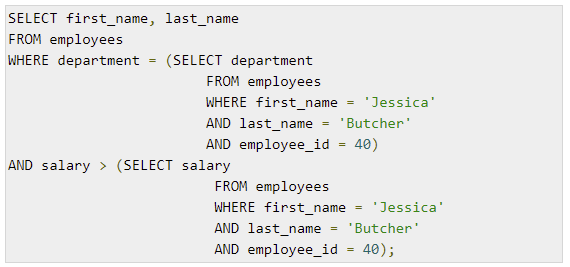 SELECT first_name, last_name
FROM employees
WHERE department = (SELECT department
FROM employees
WHERE first_name = 'Jessica'
AND last_name = 'Butcher'
AND employee_id = 40)
AND salary > (SELECT salary
FROM employees
WHERE first_name = 'Jessica'
AND last_name = 'Butcher'
AND employee_id = 40);